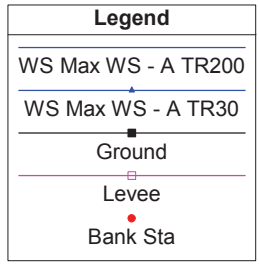 Legend
WS Max WS - A TR200
WS Max WS - A TR30
Ground
Levee
Bank Sta